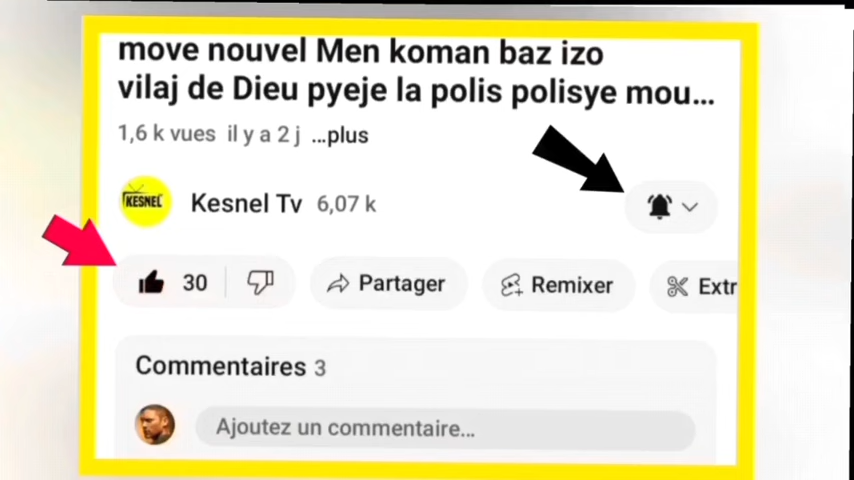 move nouvel Men koman baz izo
vilaj de Dieu pyeje la polis polisye mou...
1,6 k vues il y a 2 j ...plus
KESNEL
Kesnel Tv 6,07 k
30 Partager Remixer Extr
Commentaires 3
Ajoutez un commentaire...